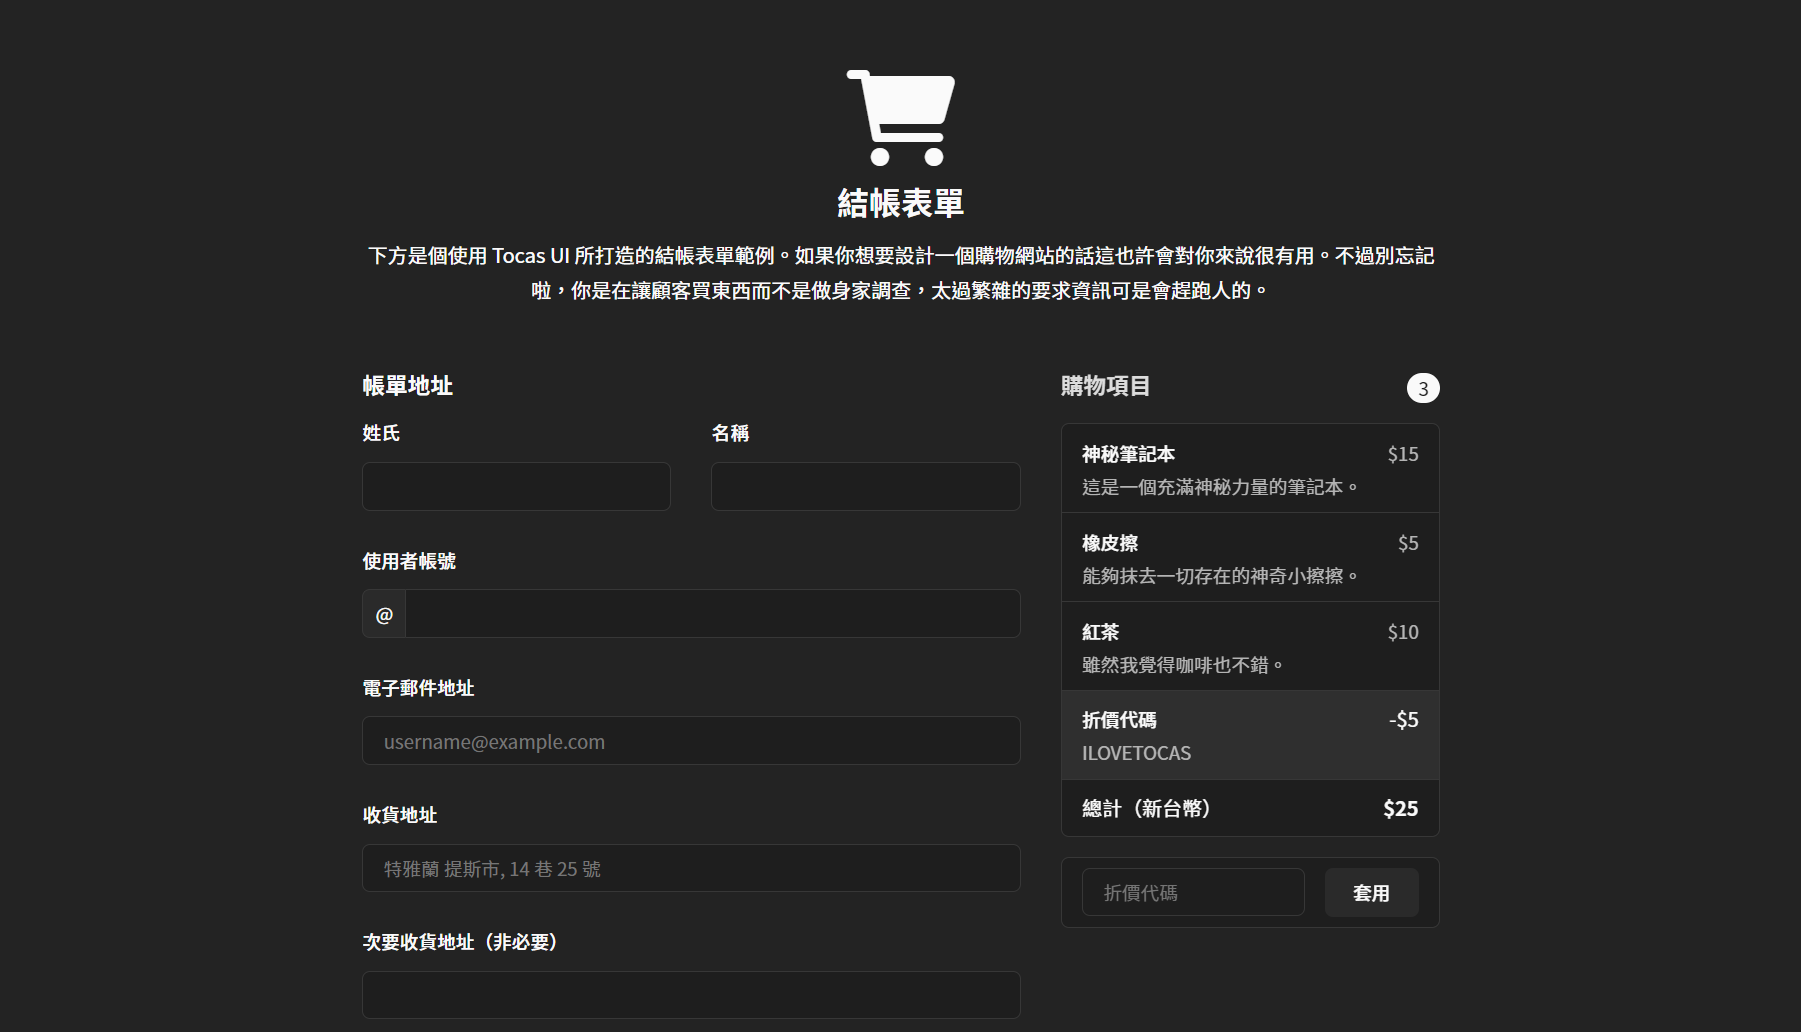 結帳表單
下方是個使用 Tocas UI 所打造的結帳表單範例。如果你想要設計一個購物網站的話這也許會對你來說很有用。不過別忘記
啦，你是在讓顧客買東西而不是做身家調查，太過繁雜的要求資訊可是會趕跑人的。
帳單地址
姓氏
名稱
使用者帳號
@
電子郵件地址
username@example.com
收貨地址
特雅蘭 提斯市, 14 巷 25 號
次要收貨地址（非必要）
購物項目
3
神秘筆記本
$15
這是一個充滿神秘力量的筆記本。
橡皮擦
$5
能夠抹去一切存在的神奇小擦擦。
紅茶
$10
雖然我覺得咖啡也不錯。
折價代碼
-$5
ILOVETOCAS
總計（新台幣）
$25
折價代碼
套用